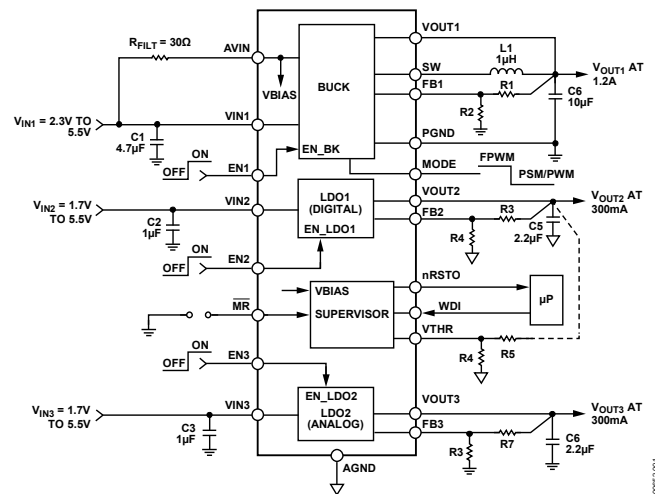 RFILT = 30Ω
AVIN
VOUT1
L1
1µH
SW
VOUT1 AT
1.2A
VBIAS
BUCK
FB1
R1
R2
C6
10µF
VIN1 = 2.3V TO
5.5V
VIN1
C1
4.7µF
PGND
EN_BK
ON
OFF
EN1
MODE
FPWM
PSM/PWM
VIN2 = 1.7V
TO 5.5V
VIN2
LDO1
(DIGITAL)
VOUT2
VOUT2 AT
300mA
C2
1µF
EN_LDO1
FB2
R3
R4
C5
2.2µF
ON
OFF
EN2
nRSTO
VBIAS
SUPERVISOR
MR
WDI
µP
VTHR
R5
R4
ON
OFF
EN3
EN_LDO2
LDO2
(ANALOG)
VIN3 = 1.7V
TO 5.5V
VIN3
VOUT3
VOUT3 AT
300mA
C3
1µF
FB3
R7
R3
C6
2.2µF
AGND